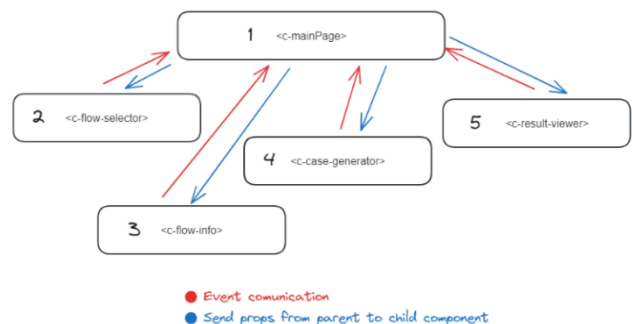 1 <c-mainPage>
2 <c-flow-selector>
5 <c-result-viewer>
4 <c-case-generator>
3 <c-flow-info>
Event comunication
Send props from parent to child component